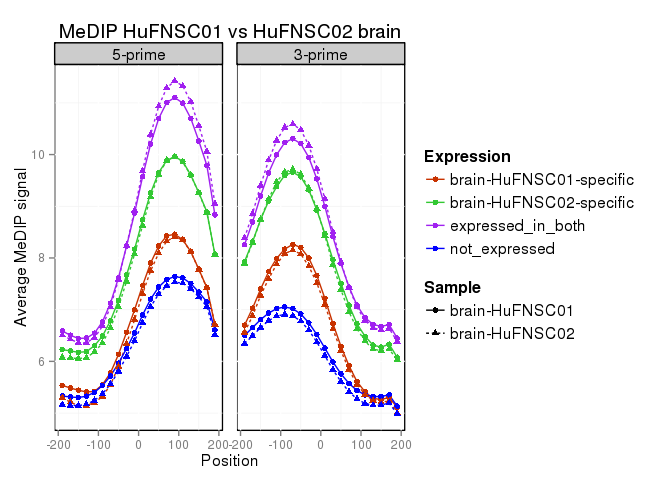 MeDIP HuFNSC01 vs HuFNSC02 brain
5-prime
3-prime
Average MeDIP signal
10
8
6
-200
-100
0
100
200
-200
-100
0
100
200
Position
Expression
brain-HuFNSC01-specific
brain-HuFNSC02-specific
expressed_in_both
not_expressed
Sample
brain-HuFNSC01
brain-HuFNSC02